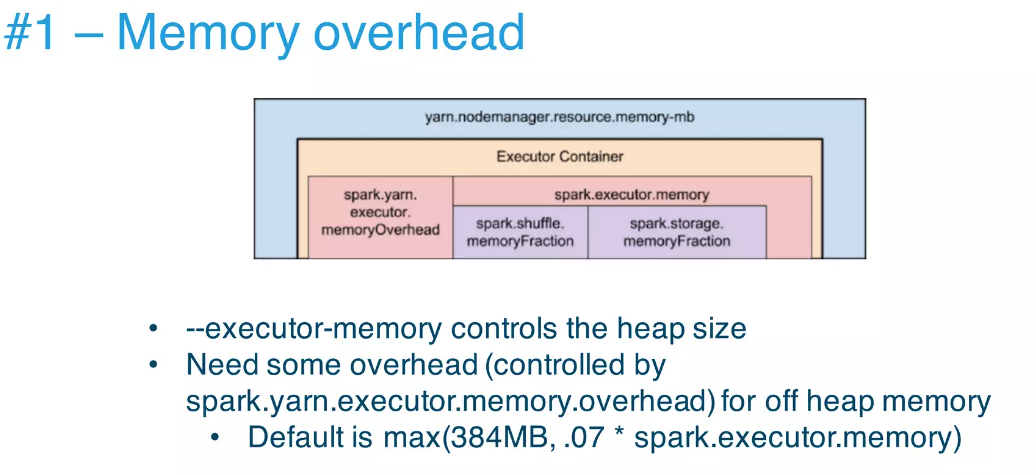 #1 – Memory overhead
yarn.nodemanager.resource.memory-mb
Executor Container
spark.yarn.
executor.
memoryOverhead
spark.executor.memory
spark.shuffle.
memoryFraction
spark.storage.
memoryFraction
• --executor-memory controls the heap size
• Need some overhead (controlled by
spark.yarn.executor.memory.overhead) for off heap memory
• Default is max(384MB, .07 * spark.executor.memory)